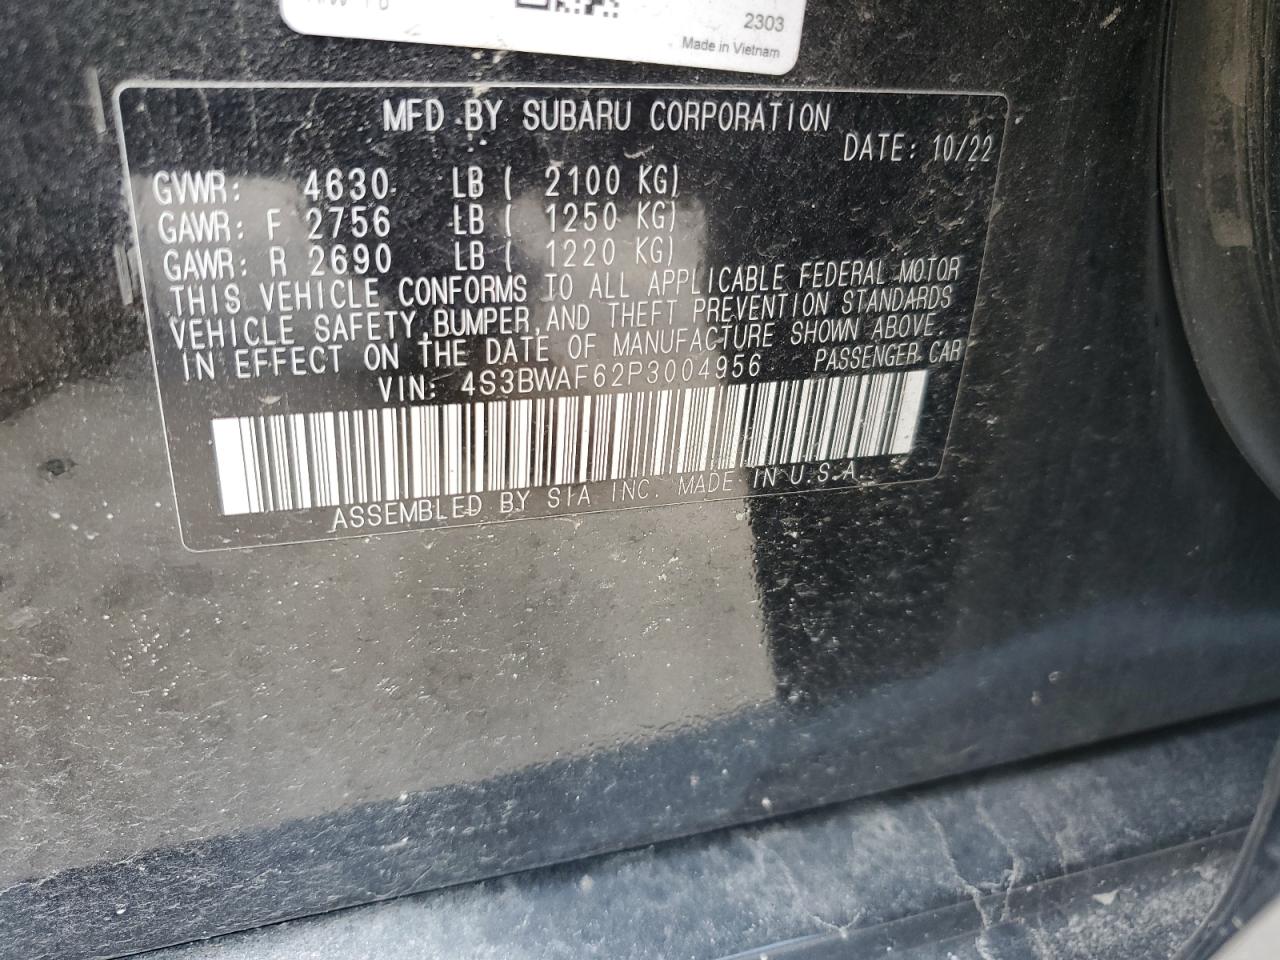 2303
Made in Vietnam
MFD BY SUBARU CORPORATION
DATE: 10/22
GVWR: 4630 LB ( 2100 KG)
GAWR: F 2756 LB ( 1250 KG)
GAWR: R 2690 LB ( 1220 KG)
THIS VEHICLE CONFORMS TO ALL APPLICABLE FEDERAL MOTOR
VEHICLE SAFETY, BUMPER, AND THEFT PREVENTION STANDARDS
IN EFFECT ON THE DATE OF MANUFACTURE SHOWN ABOVE.
VIN: 4S3BWAF62P3004956 PASSENGER CAR
ASSEMBLED BY SIA INC. MADE IN U.S.A.